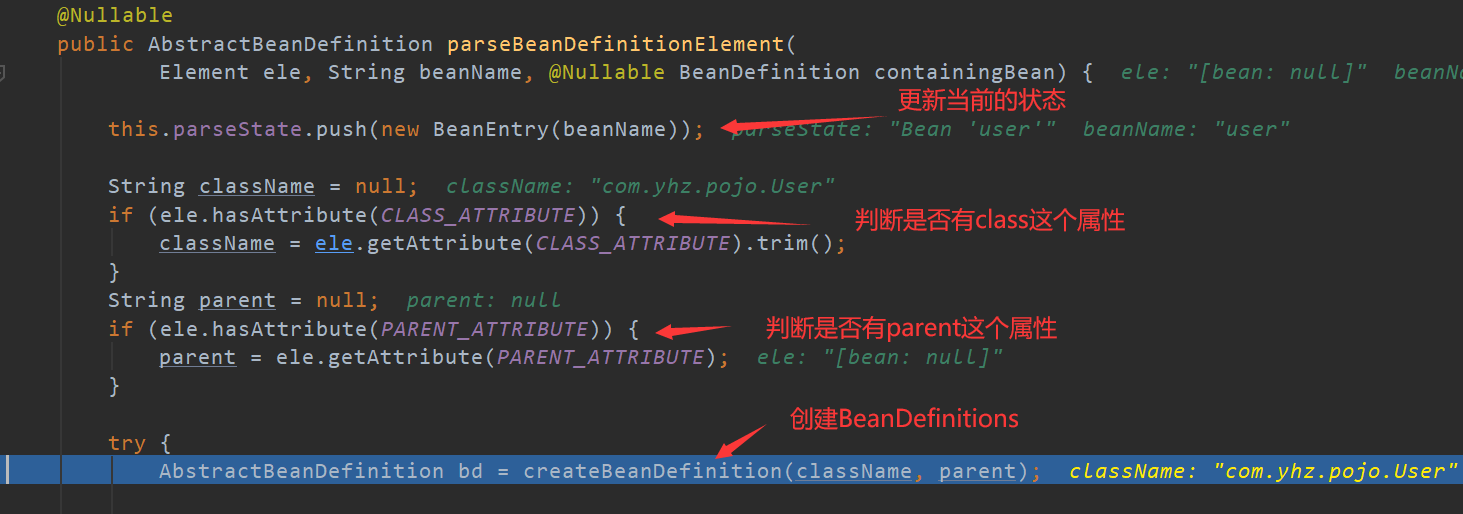 @Nullable
public AbstractBeanDefinition parseBeanDefinitionElement(
Element ele, String beanName, @Nullable BeanDefinition containingBean) { ele: "[bean: null]" beanNa
更新当前的状态
this.parseState.push(new BeanEntry(beanName)); parseState: "Bean 'user'" beanName: "user"
String className = null; className: "com.yhz.pojo.User"
if (ele.hasAttribute(CLASS_ATTRIBUTE)) { 判断是否有class这个属性
className = ele.getAttribute(CLASS_ATTRIBUTE).trim();
}
String parent = null; parent: null
if (ele.hasAttribute(PARENT_ATTRIBUTE)) { 判断是否有parent这个属性
parent = ele.getAttribute(PARENT_ATTRIBUTE); ele: "[bean: null]"
}
创建BeanDefinitions
try {
AbstractBeanDefinition bd = createBeanDefinition(className, parent); className: "com.yhz.pojo.User"